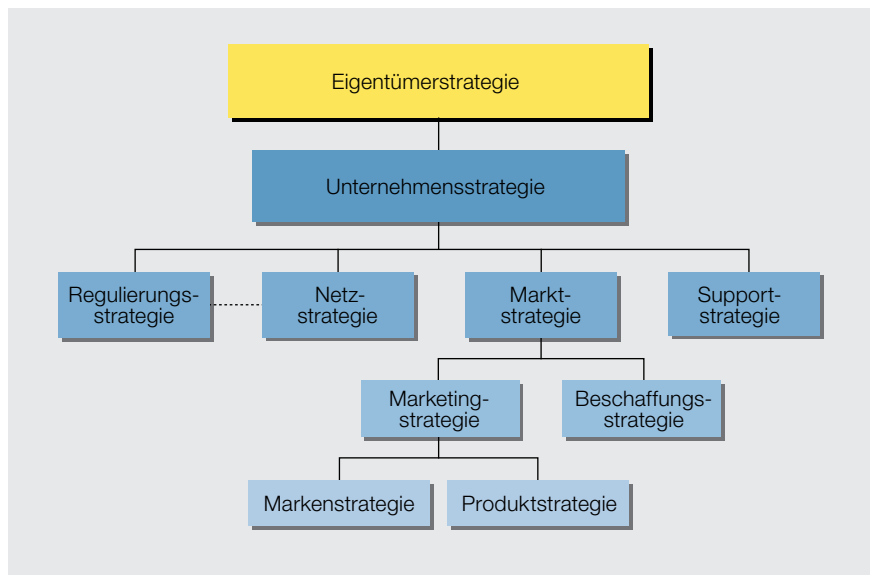 Eigentümerstrategie
Unternehmensstrategie
Regulierungs-
strategie
Netz-
strategie
Markt-
strategie
Support-
strategie
Marketing-
strategie
Beschaffungs-
strategie
Markenstrategie
Produktstrategie